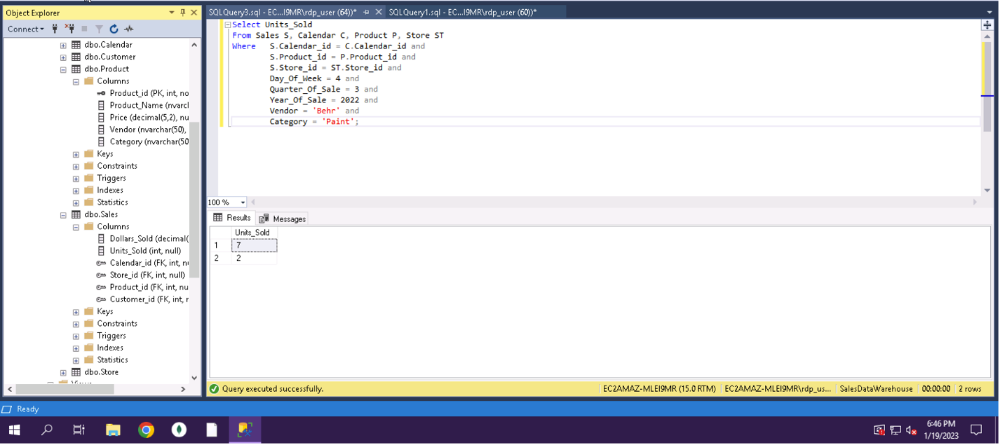 Object Explorer
Connect
dbo.Calendar
dbo.Customer
dbo.Product
Columns
Product_id (PK, int, no
Product_Name (nvarcl
Price (decimal(5,2), nu
Vendor (nvarchar(50),
Category (nvarchar(50
Keys
Constraints
Triggers
Indexes
Statistics
dbo.Sales
Columns
Dollars_Sold (decimal(
Units_Sold (int, null)
Calendar_id (FK, int, n
Store_id (FK, int, null)
Product_id (FK, int, nu
Customer_id (FK, int, r
Keys
Constraints
Triggers
Indexes
Statistics
dbo.Store
SQLQuery3.sql - EC...I9MR\rdp_user (64))*
SQLQuery1.sql - EC...I9MR\rdp_user (60))*
Select Units_Sold
From Sales S, Calendar C, Product P, Store ST
Where S.Calendar_id = C.Calendar_id and
S.Product_id = P.Product_id and
S.Store_id = ST.Store_id and
Day_Of_Week = 4 and
Quarter_Of_Sale = 3 and
Year_Of_Sale = 2022 and
Vendor = 'Behr' and
Category = 'Paint';
100 %
Results Messages
Units_Sold
1 7
2 2
Query executed successfully.
EC2AMAZ-MLEI9MR (15.0 RTM) EC2AMAZ-MLEI9MR\rdp_us... SalesDataWarehouse 00:00:00 2 rows
Ready
6:46 PM
1/19/2023